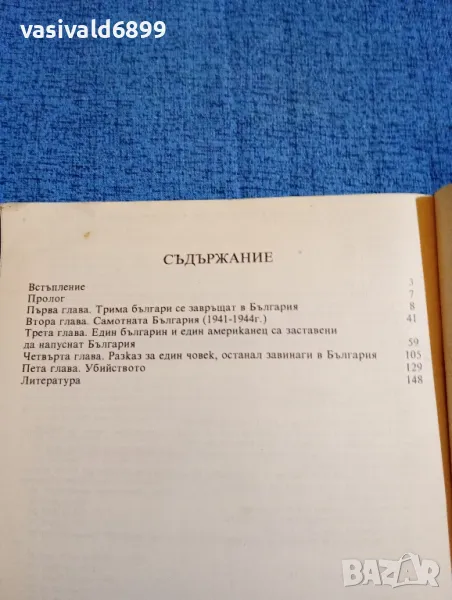 vasivald6899
СЪДЪРЖАНИЕ
Встъпление 3
Пролог 7
Първа глава. Трима българи се завръщат в България 8
Втора глава. Самотната България (1941-1944г.) 41
Трета глава. Един българин и един американец са заставени
да напуснат България 59
Четвърта глава. Разказ за един човек, останал завинаги в България 105
Пета глава. Убийството 129
Литература 148
BAZAR